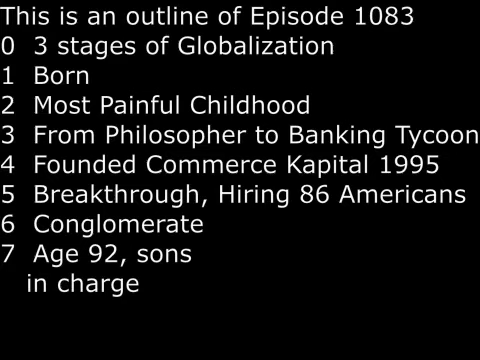 This is an outline of Episode 1083
0 3 stages of Globalization
1 Born
2 Most Painful Childhood
3 From Philosopher to Banking Tycoon
4 Founded Commerce Kapital 1995
5 Breakthrough, Hiring 86 Americans
6 Conglomerate
7 Age 92, sons
in charge